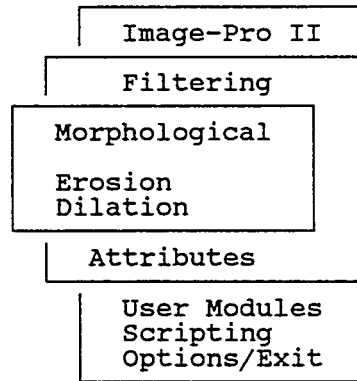 Image-Pro II
Filtering
Morphological
Erosion
Dilation
Attributes
User Modules
Scripting
Options/Exit